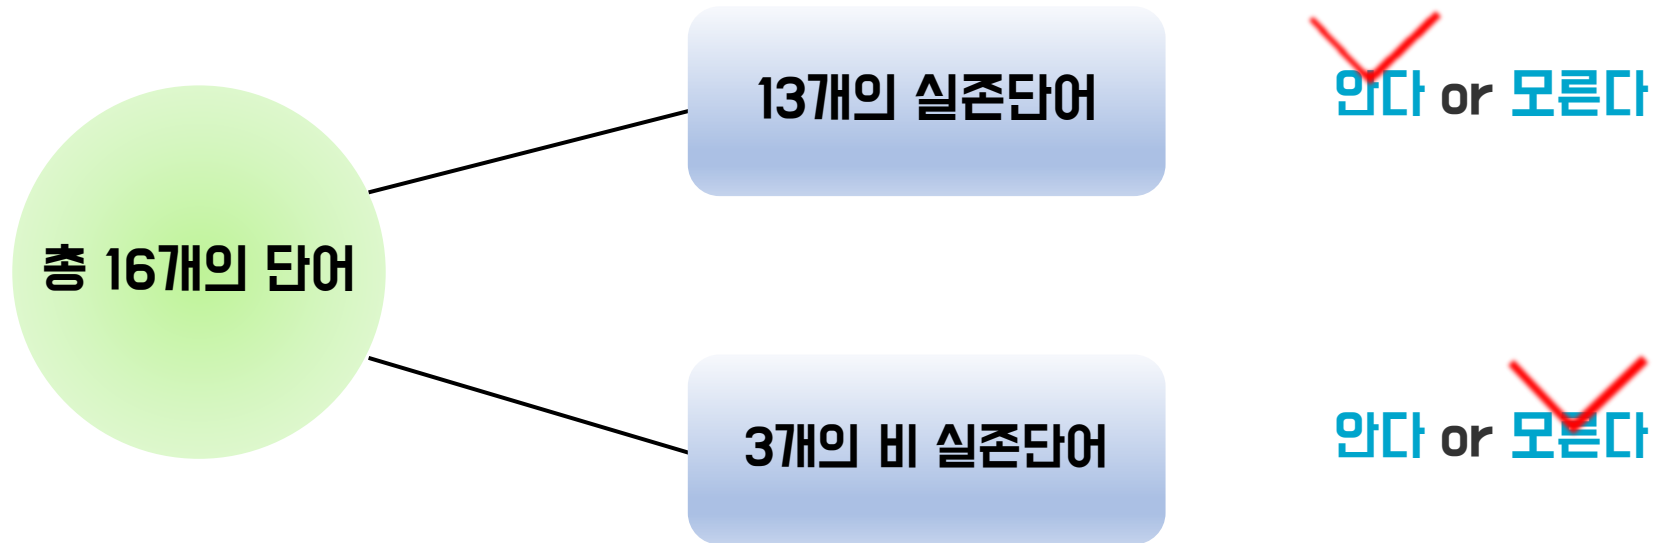 총 16개의 단어
13개의 실존단어
안다 or 모른다
3개의 비 실존단어
안다 or 모른다